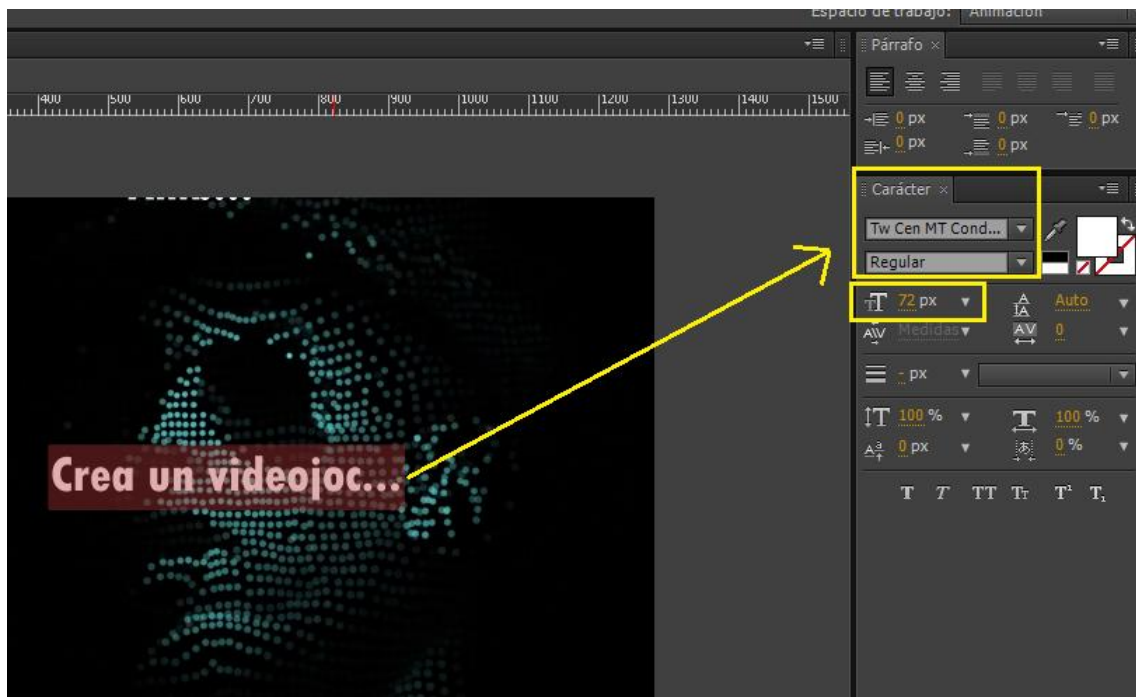 Espacio de trabajo: Animación
Párrafo
400 500 600 700 800 900 1000 1100 1200 1300 1400 1500
0 px 0 px 0 px
0 px 0 px
Carácter
Tw Cen MT Cond...
Regular
72 px Auto
Medidas 0
- px
100 % 100 %
0 px 0 %
T T TT Tt T² T₁
Crea un videojoc...